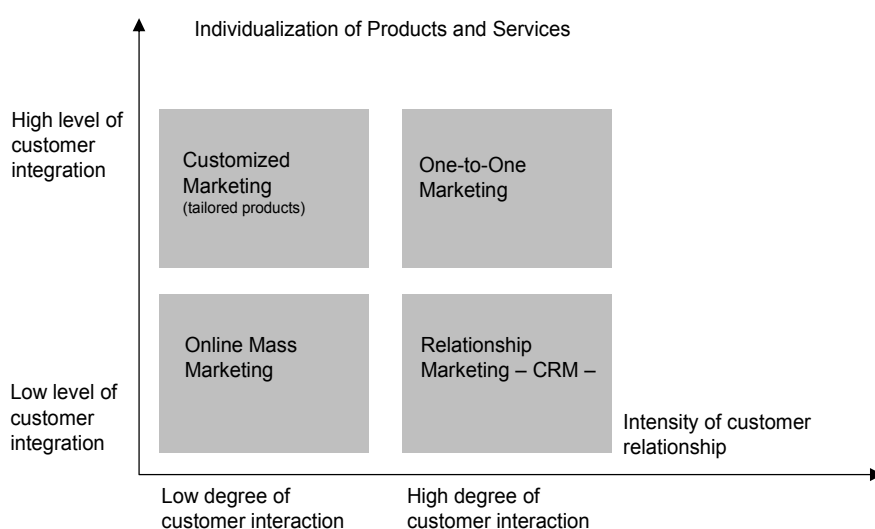 Individualization of Products and Services
High level of
customer
integration
Customized
Marketing
(tailored products)
One-to-One
Marketing
Online Mass
Marketing
Relationship
Marketing – CRM –
Low level of
customer
integration
Intensity of customer
relationship
Low degree of
customer interaction
High degree of
customer interaction